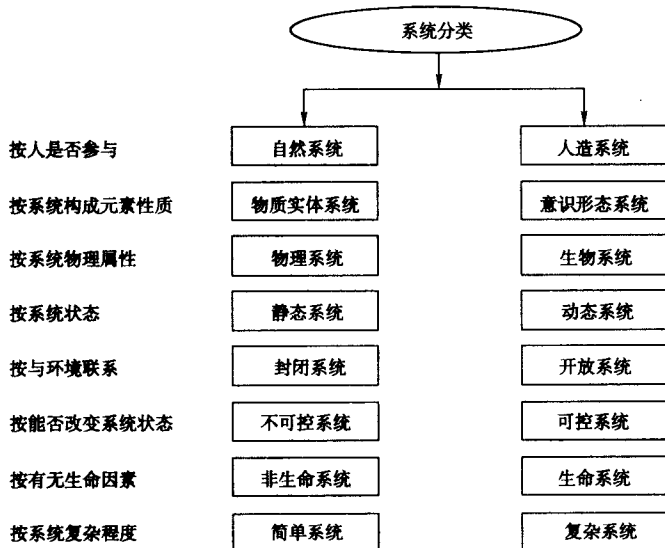 系统分类
按人是否参与 自然系统 人造系统
按系统构成元素性质 物质实体系统 意识形态系统
按系统物理属性 物理系统 生物系统
按系统状态 静态系统 动态系统
按与环境联系 封闭系统 开放系统
按能否改变系统状态 不可控系统 可控系统
按有无生命因素 非生命系统 生命系统
按系统复杂程度 简单系统 复杂系统